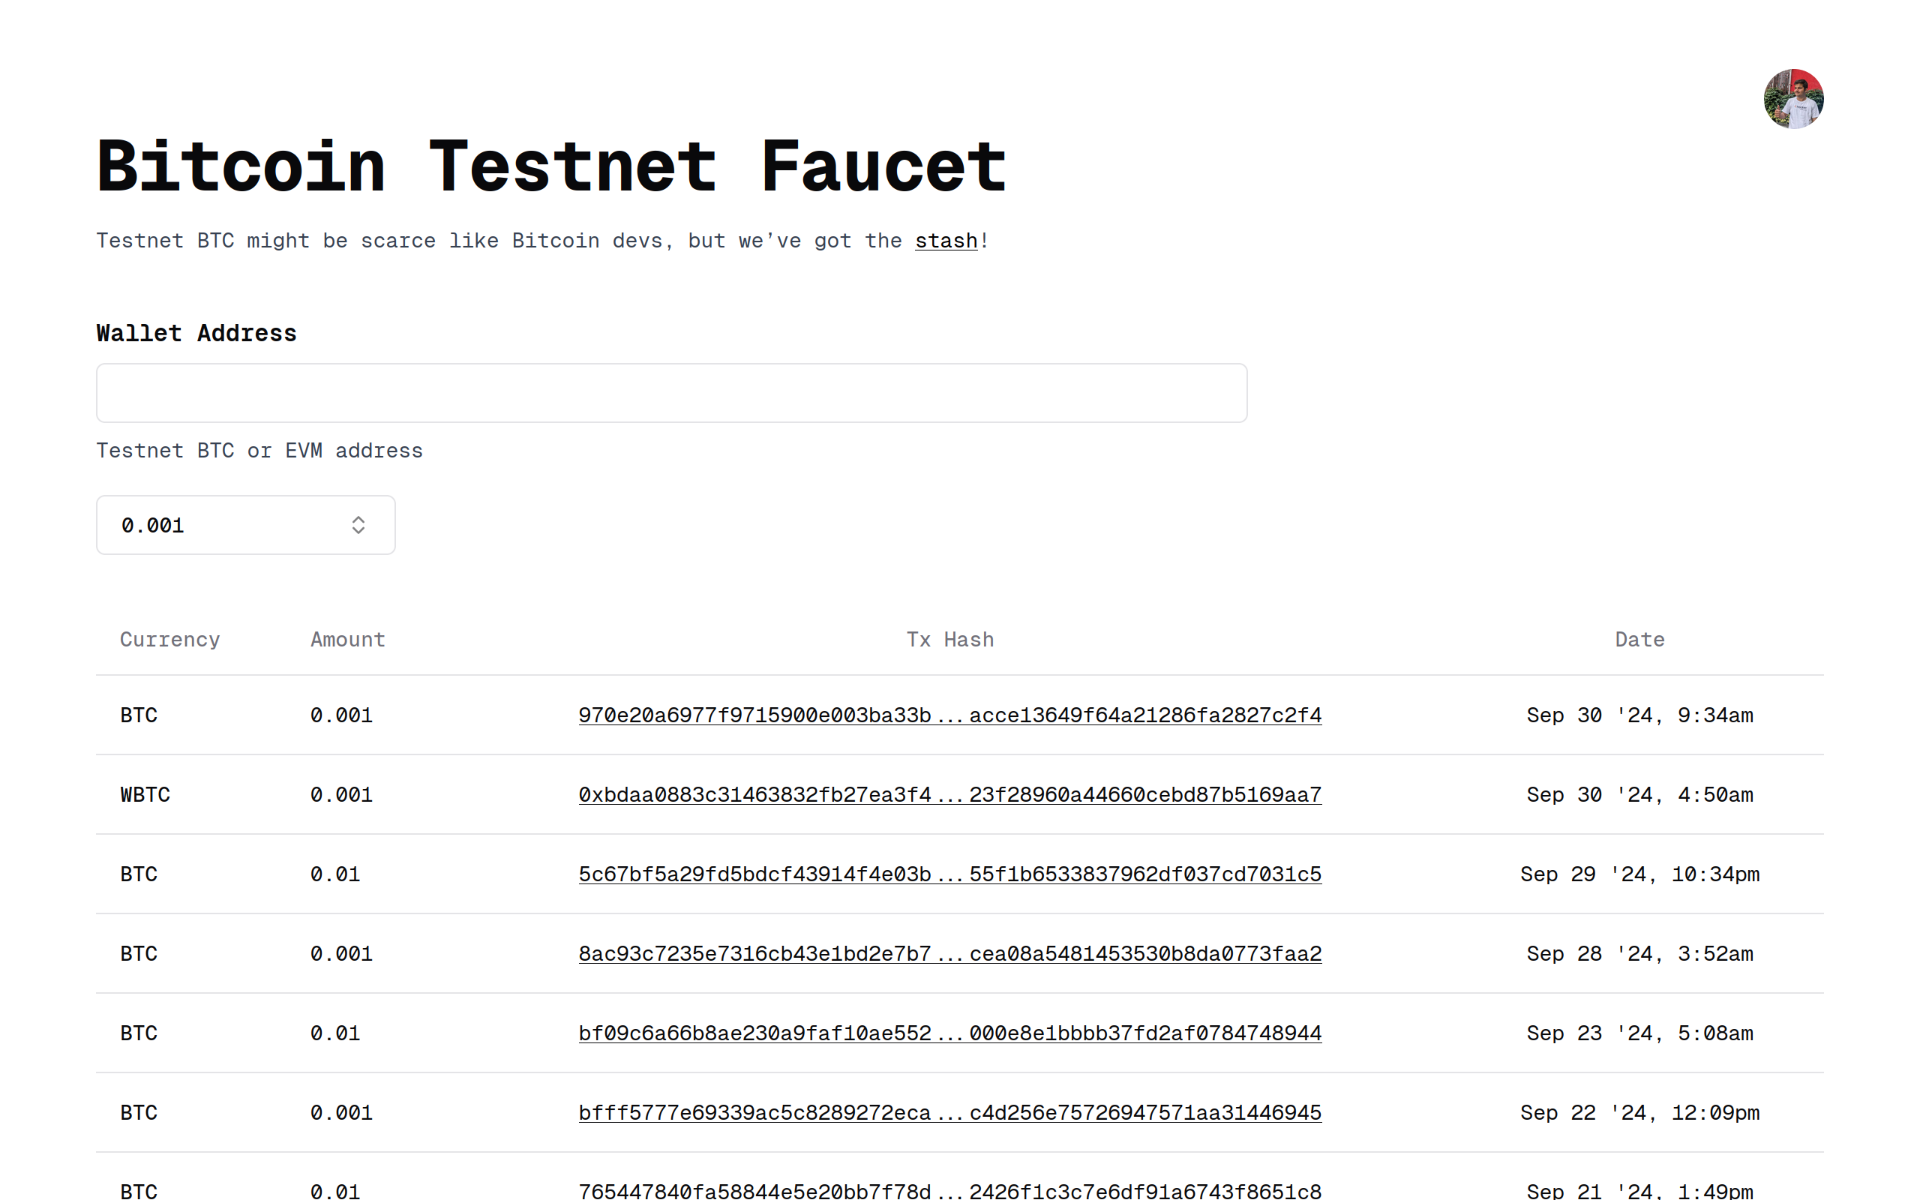 Bitcoin Testnet Faucet
Testnet BTC might be scarce like Bitcoin devs, but we’ve got the stash!
Wallet Address
Testnet BTC or EVM address
0.001
Currency Amount Tx Hash Date
BTC 0.001 970e20a6977f9715900e003ba33b...acce13649f64a21286fa2827c2f4 Sep 30 '24, 9:34am
WBTC 0.001 0xbdaa0883c31463832fb27ea3f4...23f28960a44660cebd87b5169aa7 Sep 30 '24, 4:50am
BTC 0.01 5c67bf5a29fd5bdcf43914f4e03b...55f1b6533837962df037cd7031c5 Sep 29 '24, 10:34pm
BTC 0.001 8ac93c7235e7316cb43e1bd2e7b7...cea08a5481453530b8da0773faa2 Sep 28 '24, 3:52am
BTC 0.01 bf09c6a66b8ae230a9faf10ae552...000e8e1bbbb37fd2af0784748944 Sep 23 '24, 5:08am
BTC 0.001 bfff5777e69339ac5c8289272eca...c4d256e75726947571aa31446945 Sep 22 '24, 12:09pm
BTC 0.01 765447840fa58844e5e20bb7f78d...2426f1c3c7e6df91a6743f8651c8 Sep 21 '24, 1:49pm